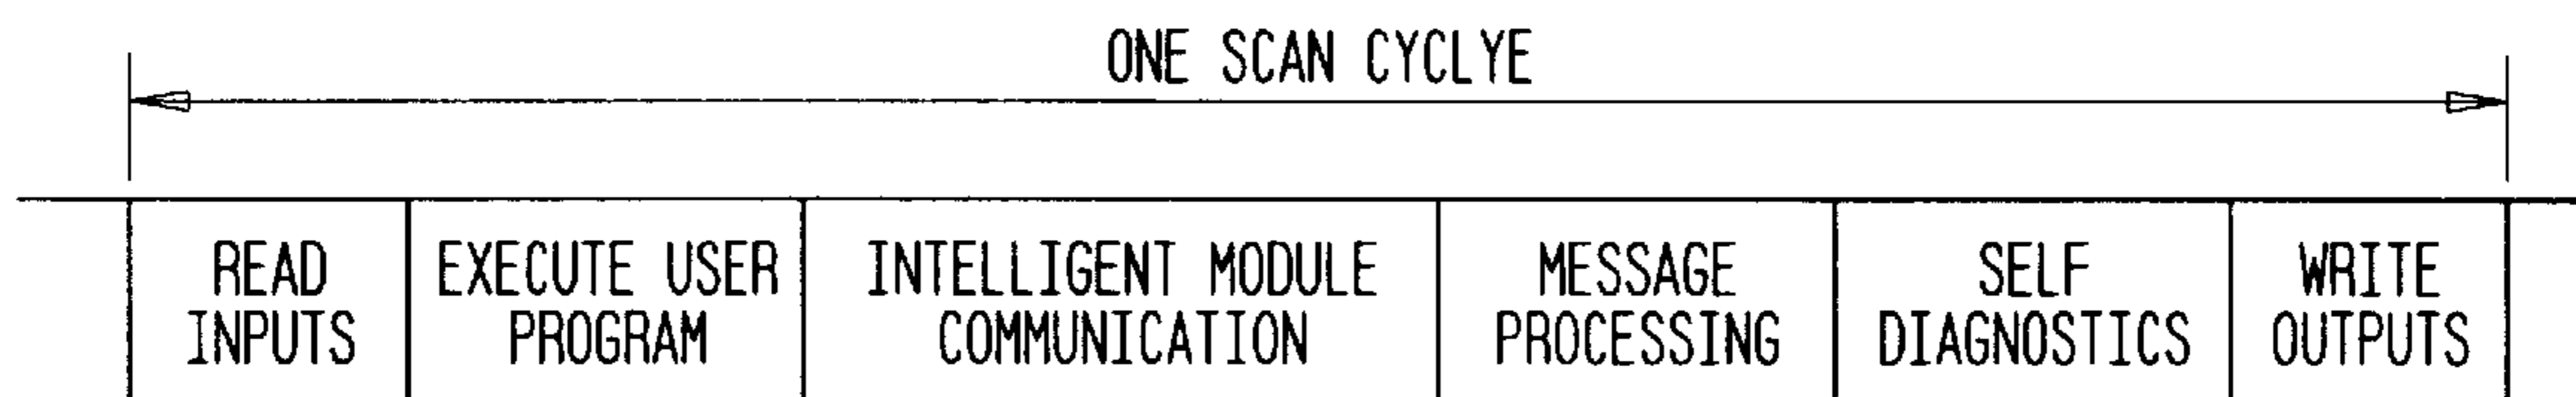 ONE SCAN CYCLYE
READ
INPUTS
EXECUTE USER
PROGRAM
INTELLIGENT MODULE
COMMUNICATION
MESSAGE
PROCESSING
SELF
DIAGNOSTICS
WRITE
OUTPUTS